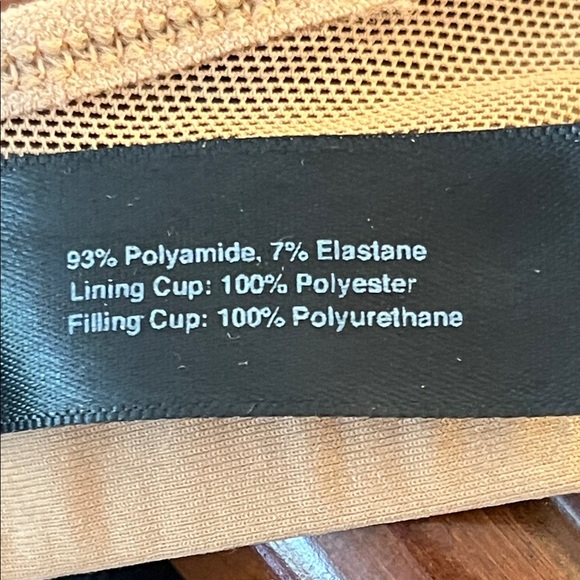 93% Polyamide, 7% Elastane
Lining Cup: 100% Polyester
Filling Cup: 100% Polyurethane